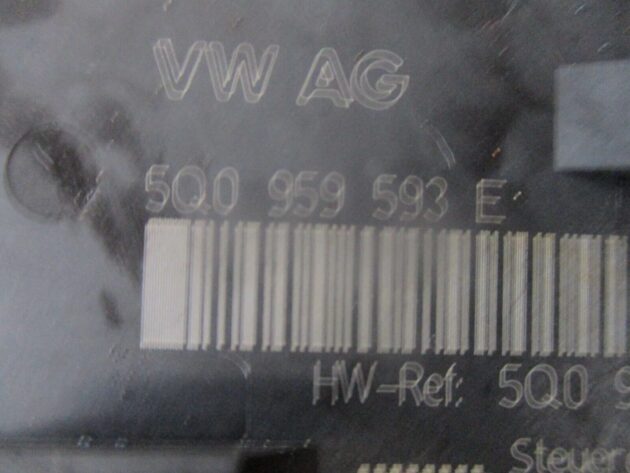 VW AG
5Q0 959 593 E
HW-Ref: 5Q0 9
Steuer